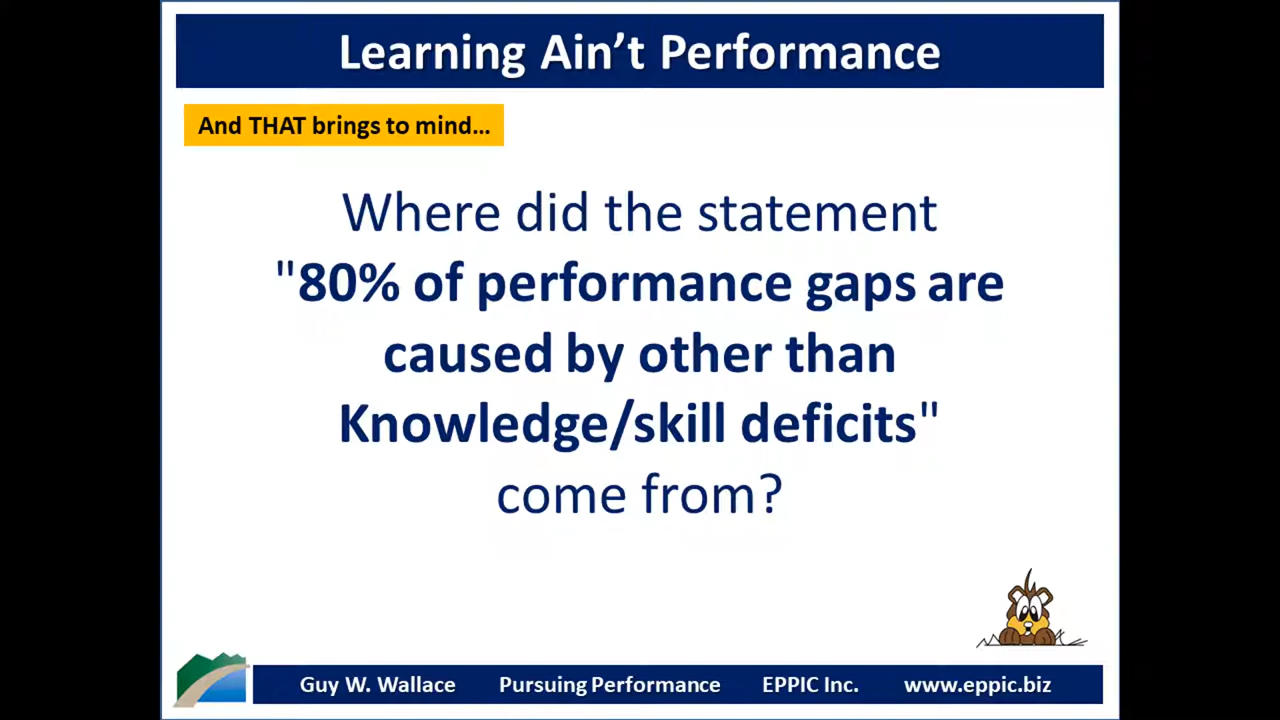 Learning Ain’t Performance
And THAT brings to mind…
Where did the statement
"80% of performance gaps are
caused by other than
Knowledge/skill deficits"
come from?
Guy W. Wallace Pursuing Performance EPPIC Inc. www.eppic.biz